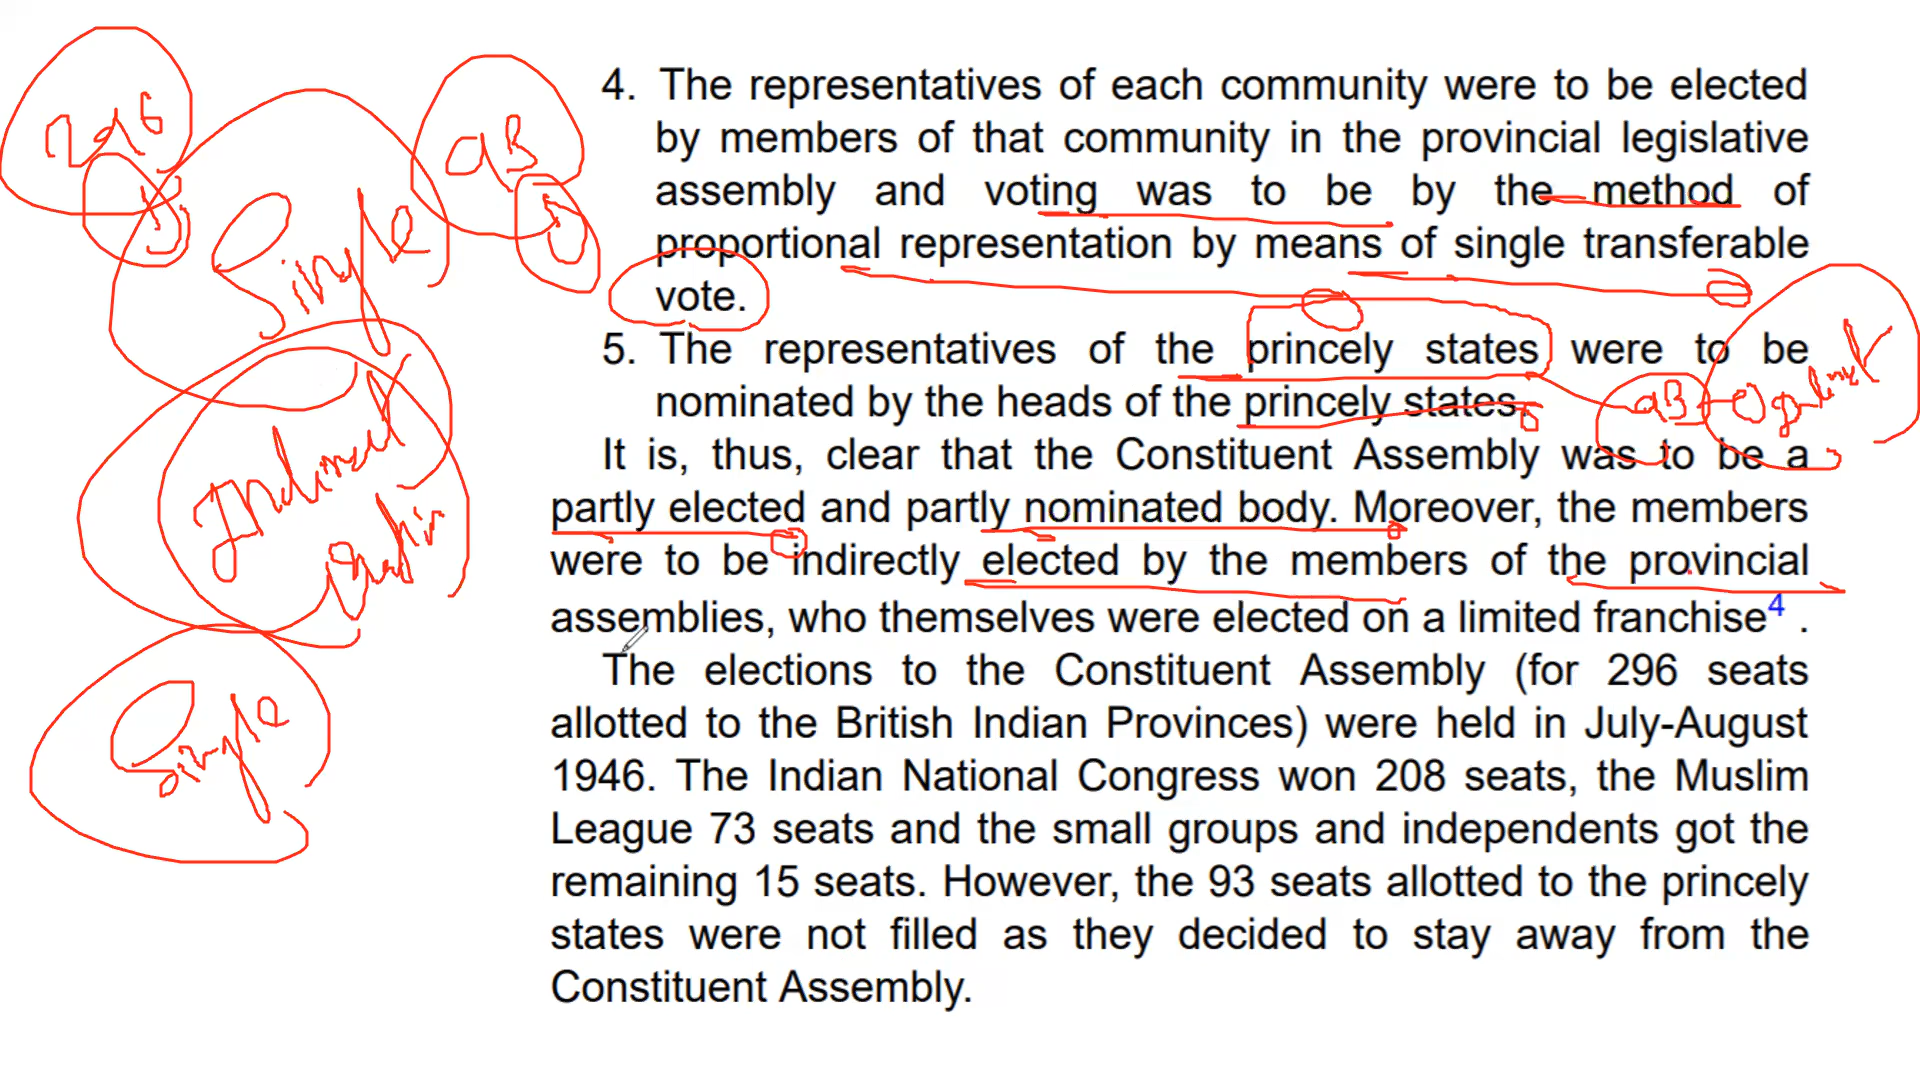 4. The representatives of each community were to be elected
by members of that community in the provincial legislative
assembly and voting was to be by the method of
proportional representation by means of single transferable
vote.
5. The representatives of the princely states were to be
nominated by the heads of the princely states.
It is, thus, clear that the Constituent Assembly was to be a
partly elected and partly nominated body. Moreover, the members
were to be indirectly elected by the members of the provincial
assemblies, who themselves were elected on a limited franchise4 .
The elections to the Constituent Assembly (for 296 seats
allotted to the British Indian Provinces) were held in July-August
1946. The Indian National Congress won 208 seats, the Muslim
League 73 seats and the small groups and independents got the
remaining 15 seats. However, the 93 seats allotted to the princely
states were not filled as they decided to stay away from the
Constituent Assembly.
296
93
Single
Single
93